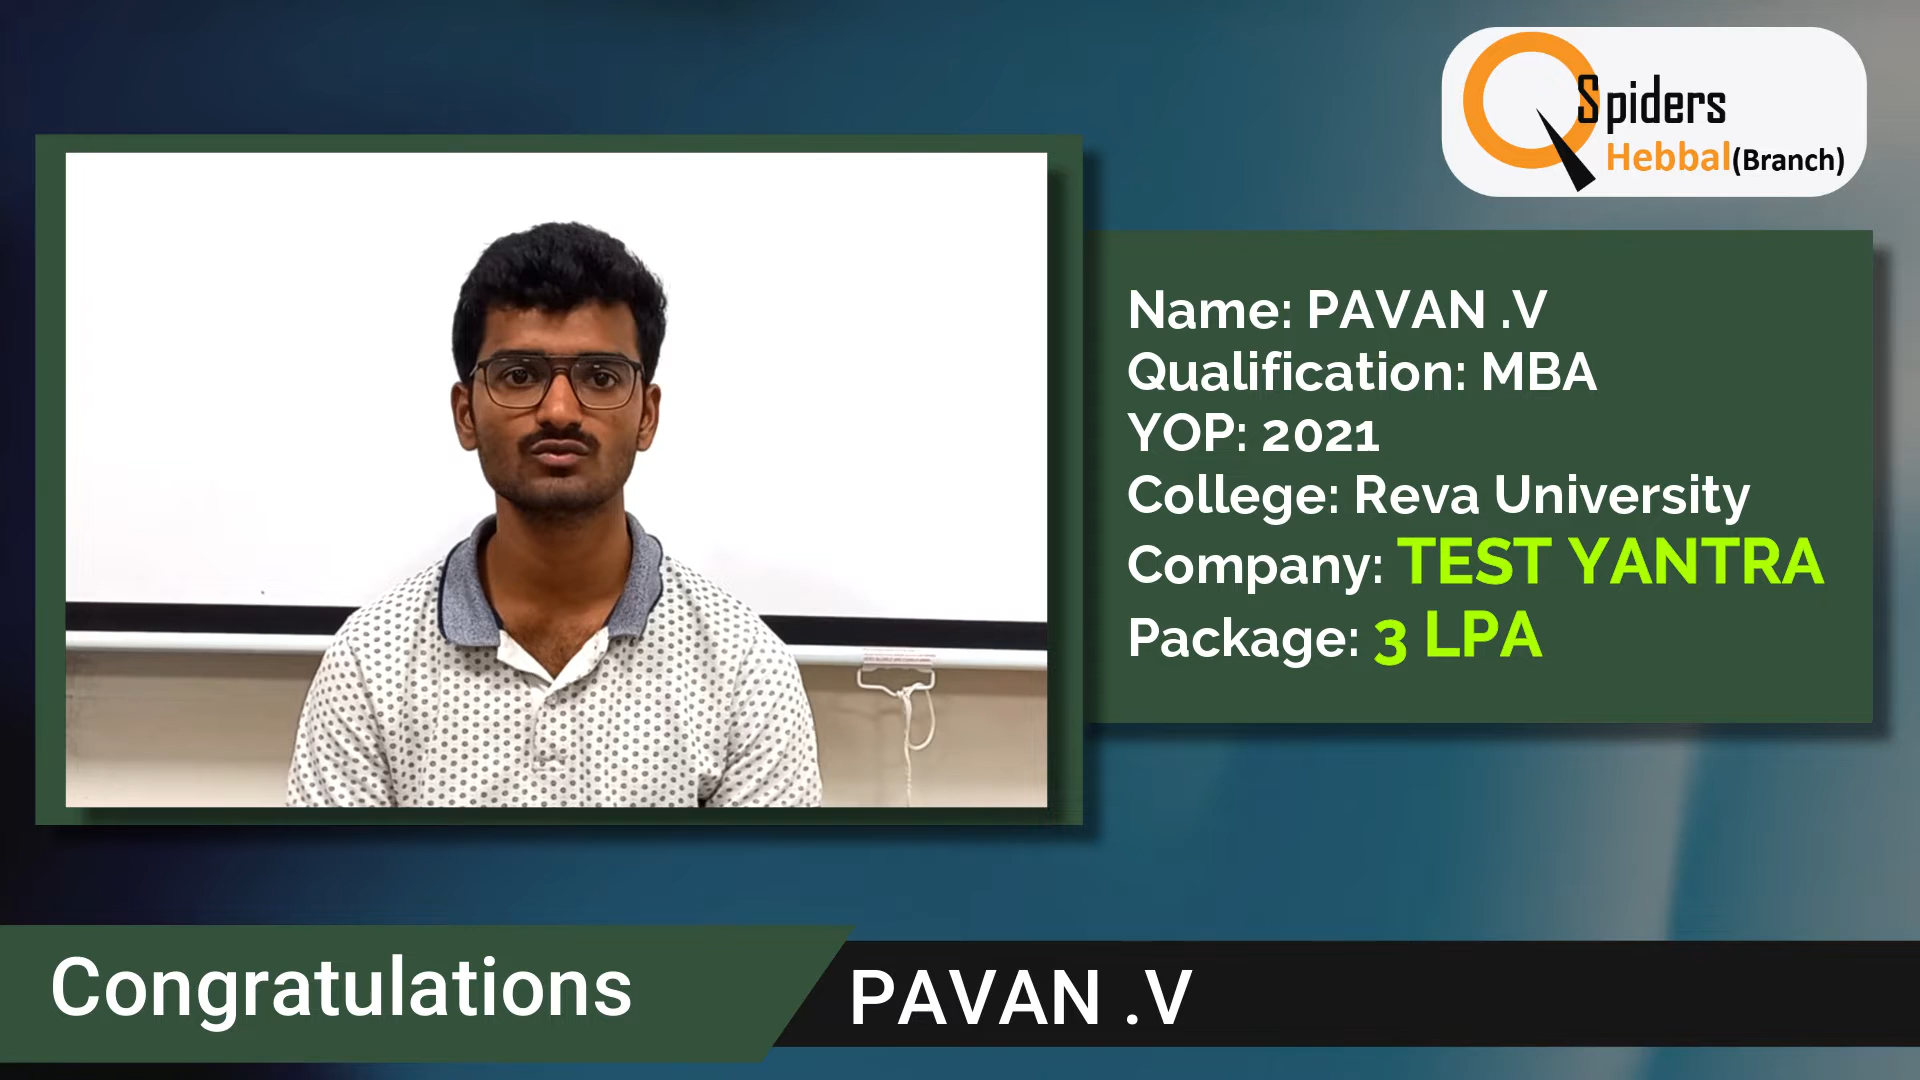 QSpiders
Hebbal(Branch)
Name: PAVAN .V
Qualification: MBA
YOP: 2021
College: Reva University
Company: TEST YANTRA
Package: 3 LPA
Congratulations
PAVAN .V